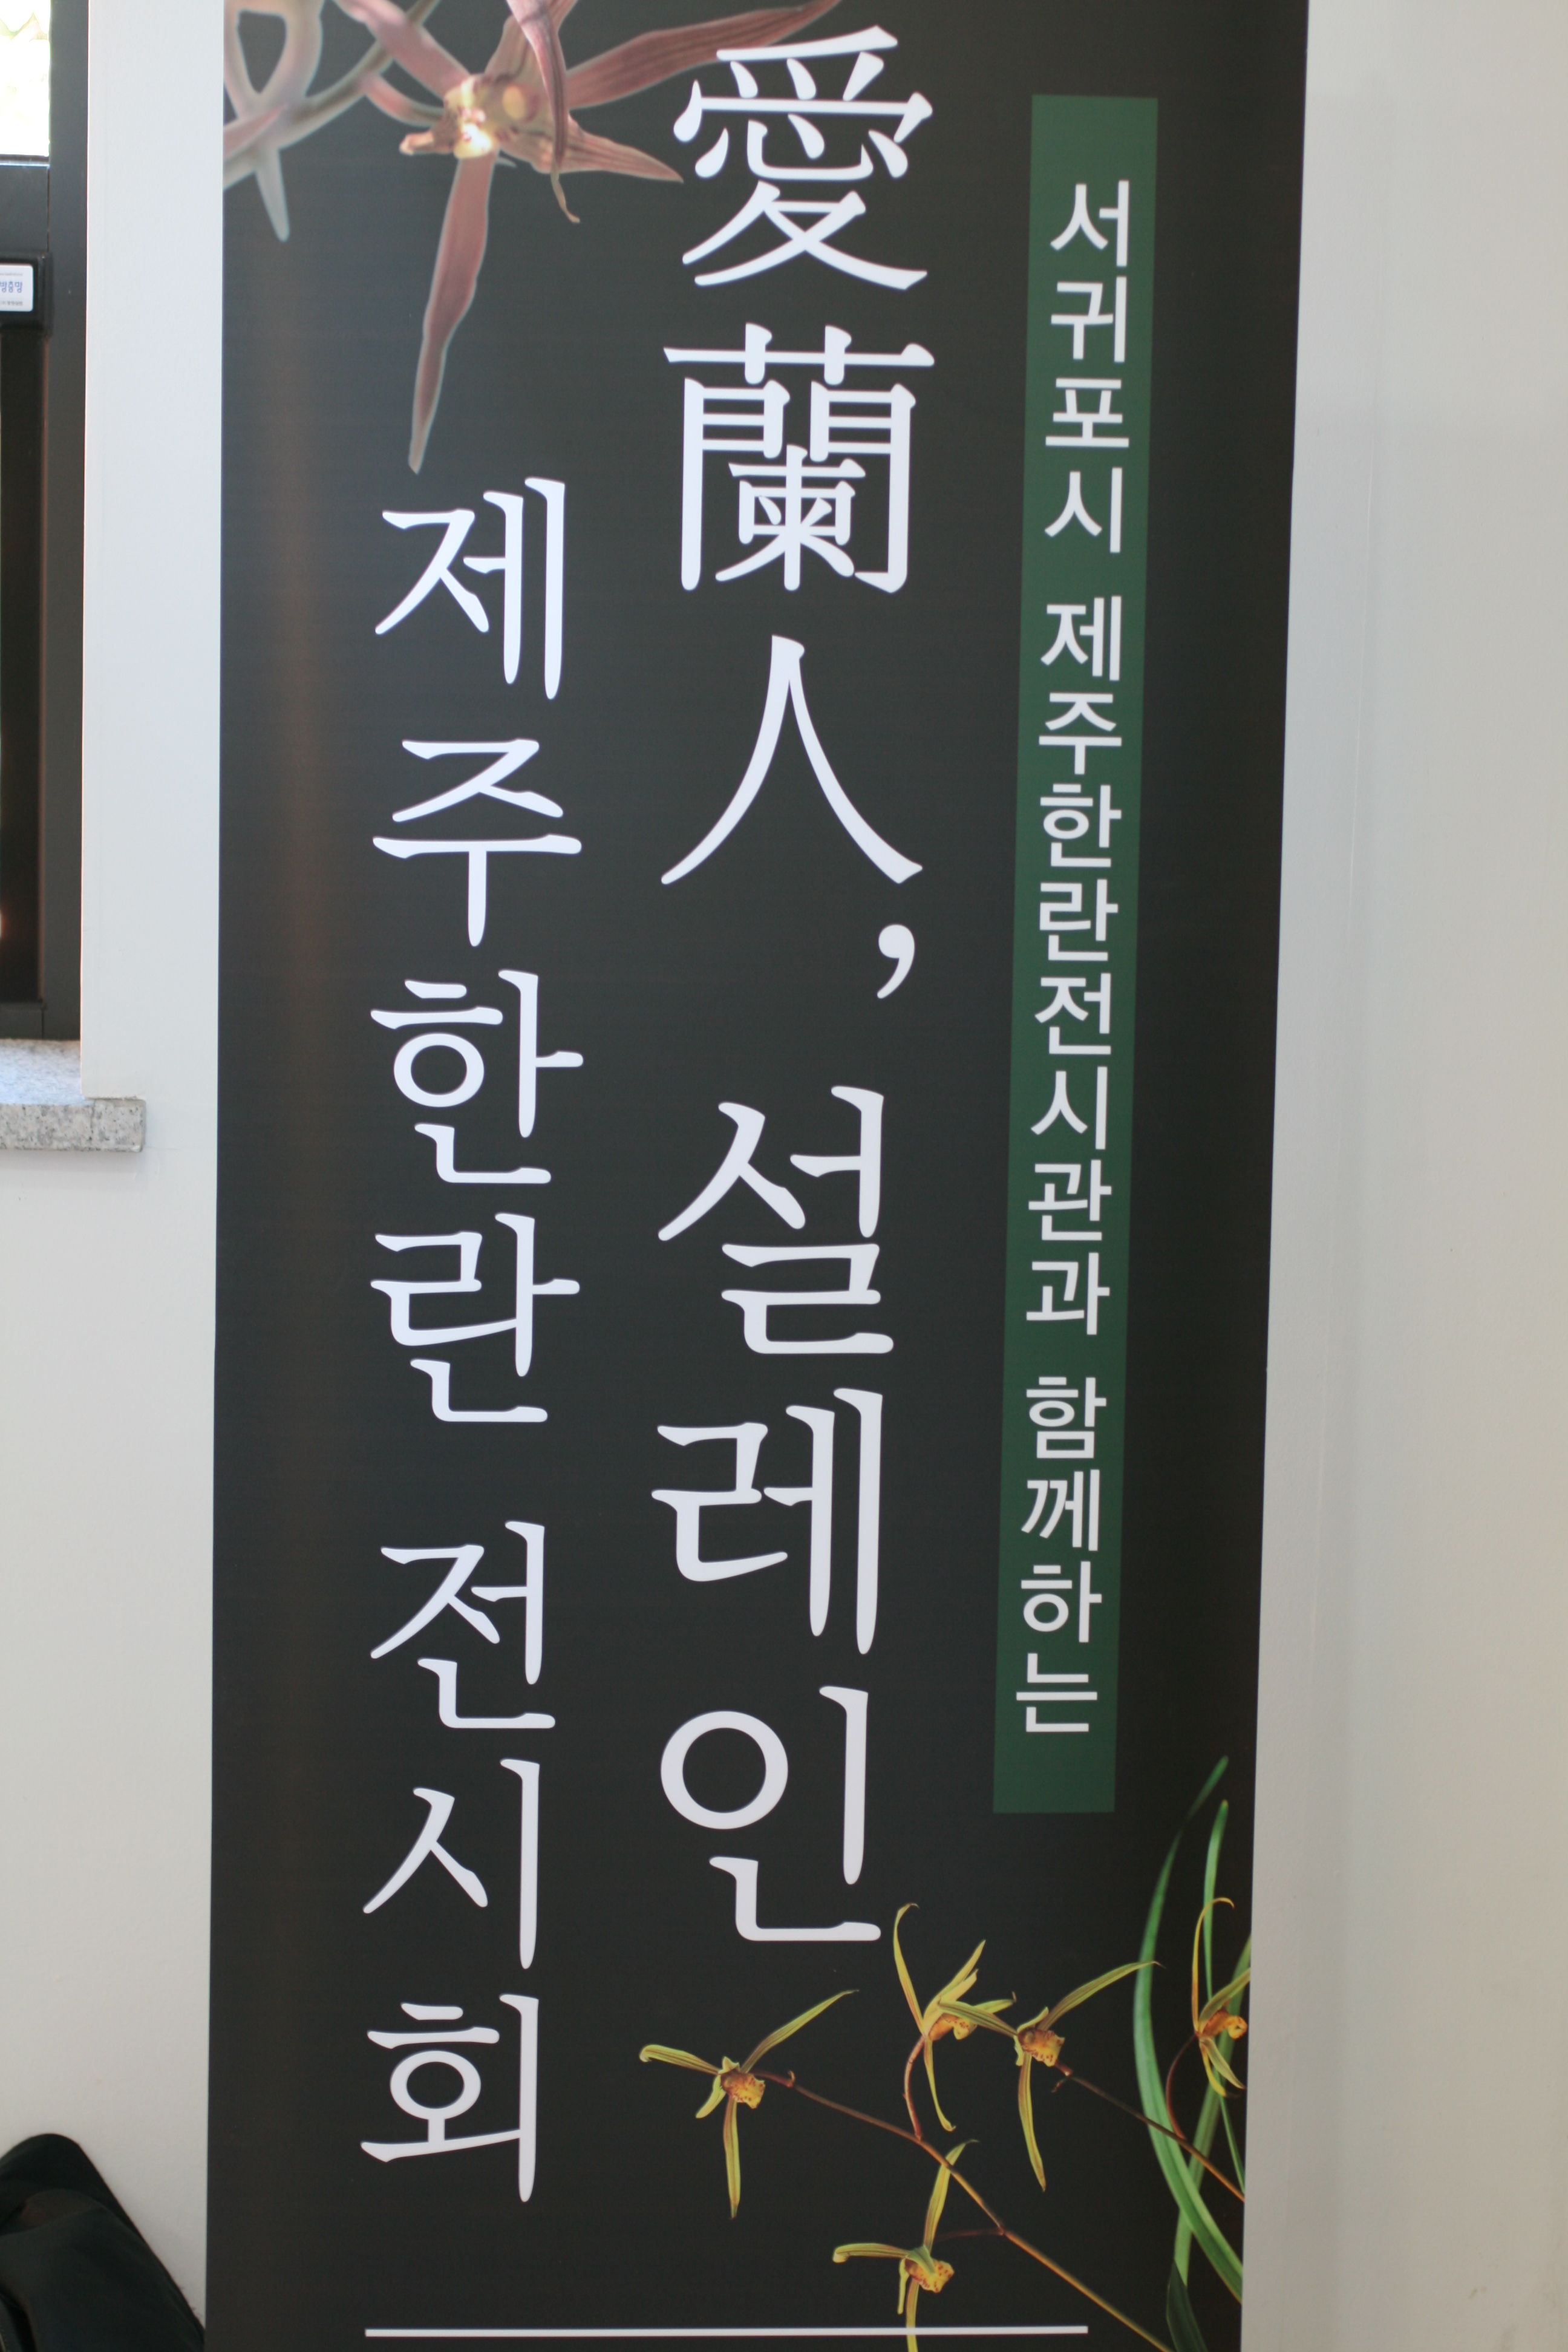 서귀포시 제주한란전시관과 함께하는
愛蘭人, 설레인
제주한란 전시회